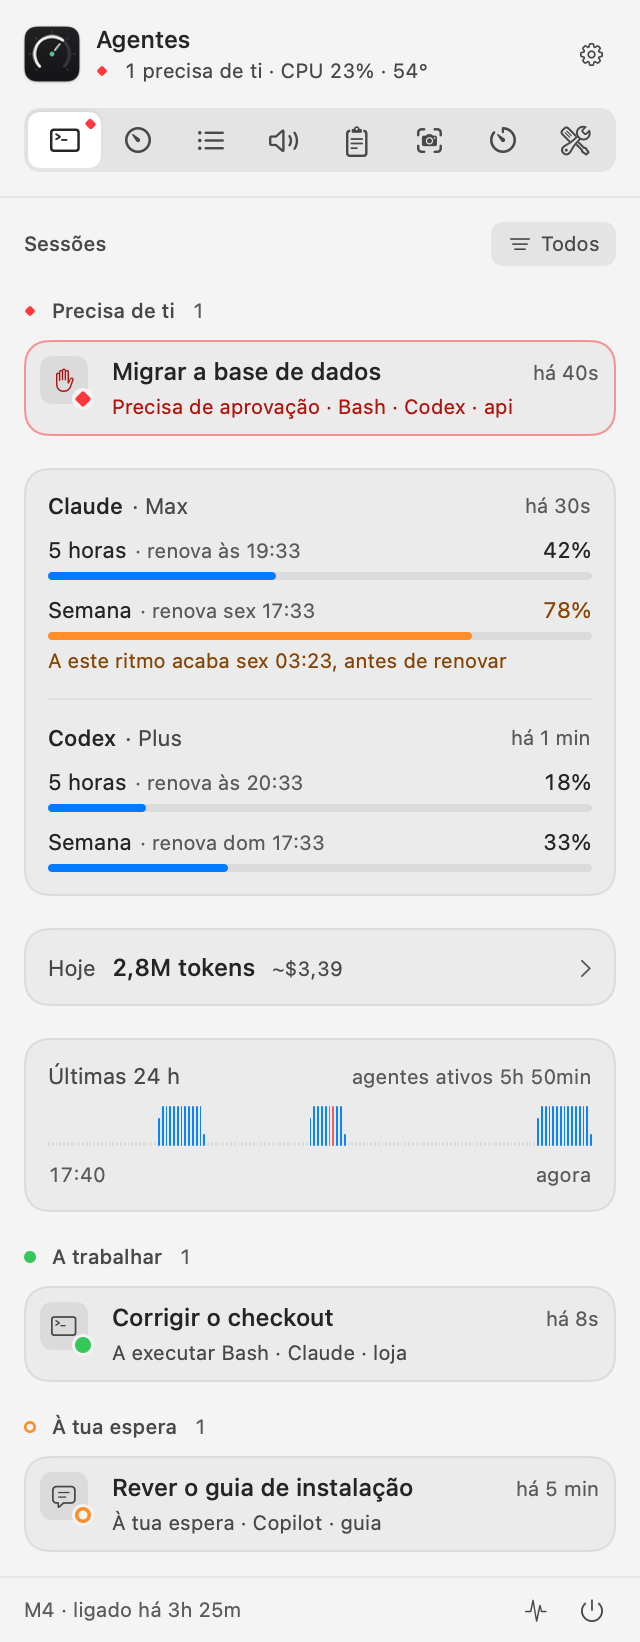 Agentes
1 precisa de ti · CPU 23% · 54°
Sessões
Todos
Precisa de ti 1
Migrar a base de dados
há 40s
Precisa de aprovação · Bash · Codex · api
Claude · Max
há 30s
5 horas · renova às 19:33
42%
Semana · renova sex 17:33
78%
A este ritmo acaba sex 03:23, antes de renovar
Codex · Plus
há 1 min
5 horas · renova às 20:33
18%
Semana · renova dom 17:33
33%
Hoje 2,8M tokens ~$3,39
Últimas 24 h
agentes ativos 5h 50min
17:40
agora
A trabalhar 1
Corrigir o checkout
há 8s
A executar Bash · Claude · loja
À tua espera 1
Rever o guia de instalação
há 5 min
À tua espera · Copilot · guia
M4 · ligado há 3h 25m